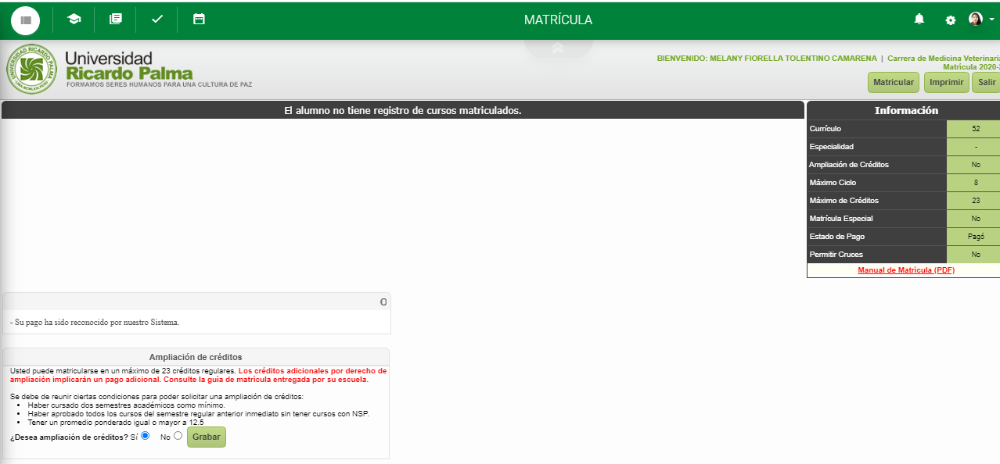 MATRÍCULA
Universidad
Ricardo Palma
FORMAMOS SERES HUMANOS PARA UNA CULTURA DE PAZ
BIENVENIDO: MELANY FIORELLA TOLENTINO CAMARENA | Carrera de Medicina Veterinaria
Matrícula 2020-
Matricular Imprimir Salir
El alumno no tiene registro de cursos matriculados.
Información
Currículo 52
Especialidad -
Ampliación de Créditos No
Máximo Ciclo 8
Máximo de Créditos 23
Matrícula Especial No
Estado de Pago Pagó
Permitir Cruces No
Manual de Matrícula (PDF)
- Su pago ha sido reconocido por nuestro Sistema.
Ampliación de créditos
Usted puede matricularse en un máximo de 23 créditos regulares. Los créditos adicionales por derecho de
ampliación implicarán un pago adicional. Consulte la guía de matrícula entregada por su escuela.
Se debe de reunir ciertas condiciones para poder solicitar una ampliación de créditos:
• Haber cursado dos semestres académicos como mínimo.
• Haber aprobado todos los cursos del semestre regular anterior inmediato sin tener cursos con NSP.
• Tener un promedio ponderado igual o mayor a 12.5
¿Desea ampliación de créditos? Sí No Grabar